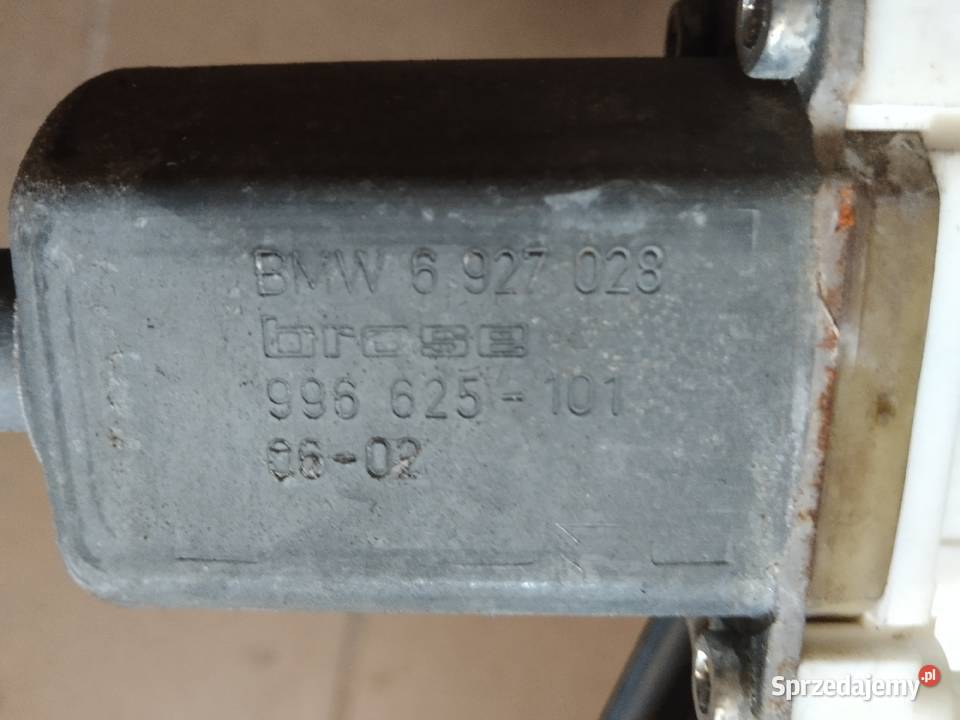 BMW 6 927 028
brose
996 625-101
06-02
Sprzedajemy.pl